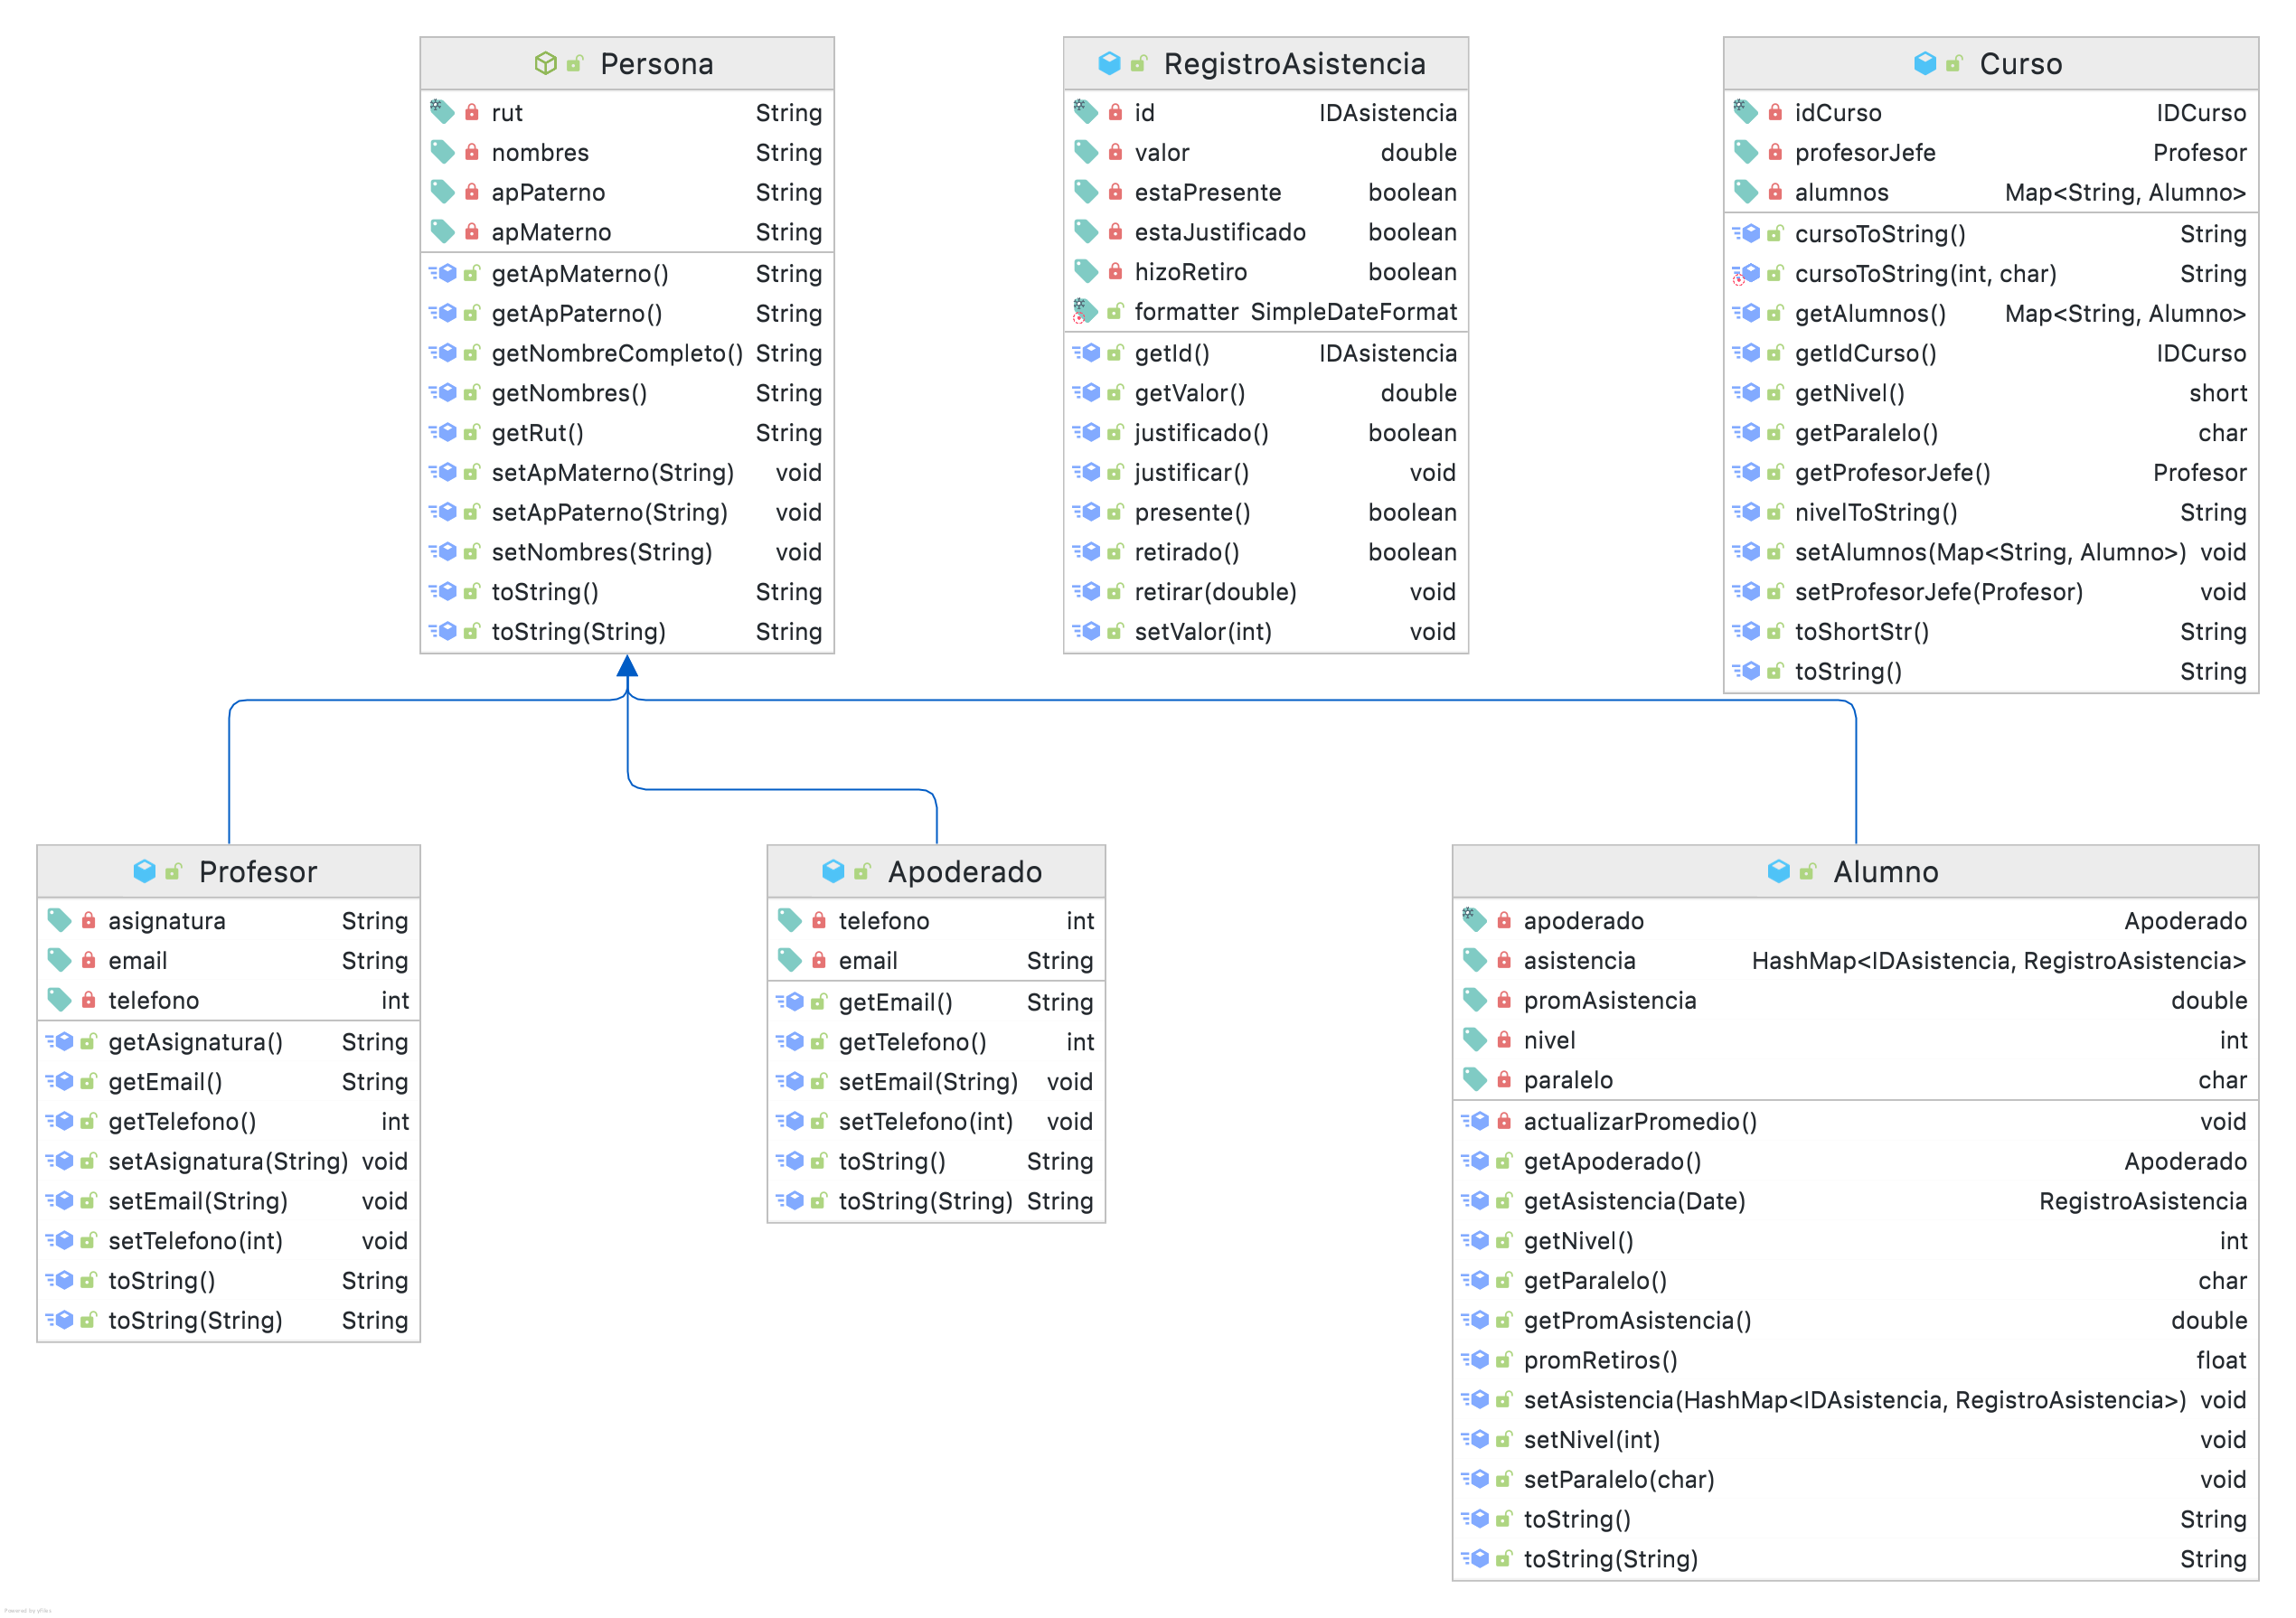 Persona
rut String
nombres String
apPaterno String
apMaterno String
getApMaterno() String
getApPaterno() String
getNombreCompleto() String
getNombres() String
getRut() String
setApMaterno(String) void
setApPaterno(String) void
setNombres(String) void
toString() String
toString(String) String
RegistroAsistencia
id IDAsistencia
valor double
estaPresente boolean
estaJustificado boolean
hizoRetiro boolean
formatter SimpleDateFormat
getId() IDAsistencia
getValor() double
justificado() boolean
justificar() void
presente() boolean
retirado() boolean
retirar(double) void
setValor(int) void
Curso
idCurso IDCurso
profesorJefe Profesor
alumnos Map<String, Alumno>
cursoToString() String
cursoToString(int, char) String
getAlumnos() Map<String, Alumno>
getIdCurso() IDCurso
getNivel() short
getParalelo() char
getProfesorJefe() Profesor
nivelToString() String
setAlumnos(Map<String, Alumno>) void
setProfesorJefe(Profesor) void
toShortStr() String
toString() String
Profesor
asignatura String
email String
telefono int
getAsignatura() String
getEmail() String
getTelefono() int
setAsignatura(String) void
setEmail(String) void
setTelefono(int) void
toString() String
toString(String) String
Apoderado
telefono int
email String
getEmail() String
getTelefono() int
setEmail(String) void
setTelefono(int) void
toString() String
toString(String) String
Alumno
apoderado Apoderado
asistencia HashMap<IDAsistencia, RegistroAsistencia>
promAsistencia double
nivel int
paralelo char
actualizarPromedio() void
getApoderado() Apoderado
getAsistencia(Date) RegistroAsistencia
getNivel() int
getParalelo() char
getPromAsistencia() double
promRetiros() float
setAsistencia(HashMap<IDAsistencia, RegistroAsistencia>) void
setNivel(int) void
setParalelo(char) void
toString() String
toString(String) String
Powered by yFiles